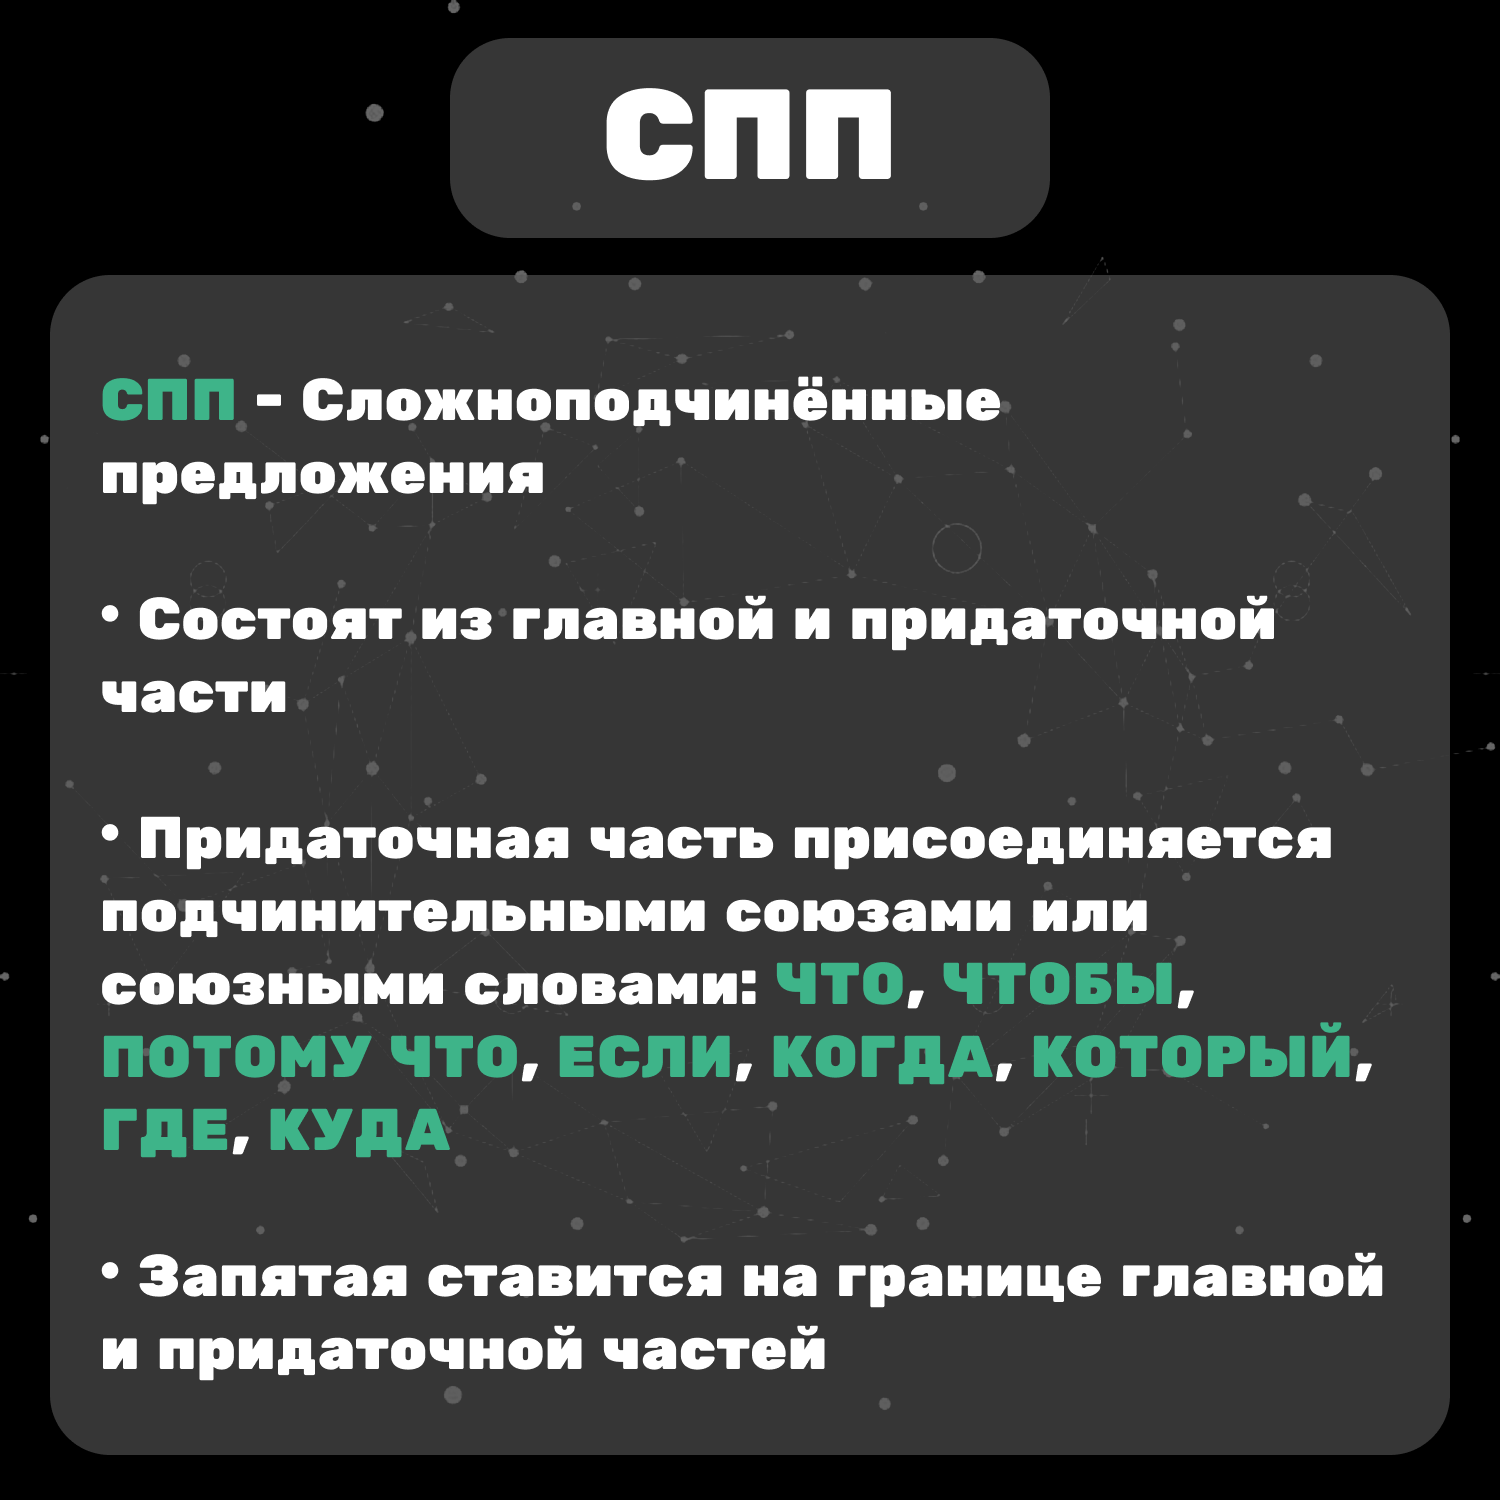 СПП
СПП - Сложноподчинённые
предложения
• Состоят из главной и придаточной
части
• Придаточная часть присоединяется
подчинительными союзами или
союзными словами: ЧТО, ЧТОБЫ,
ПОТОМУ ЧТО, ЕСЛИ, КОГДА, КОТОРЫЙ,
ГДЕ, КУДА
• Запятая ставится на границе главной
и придаточной частей